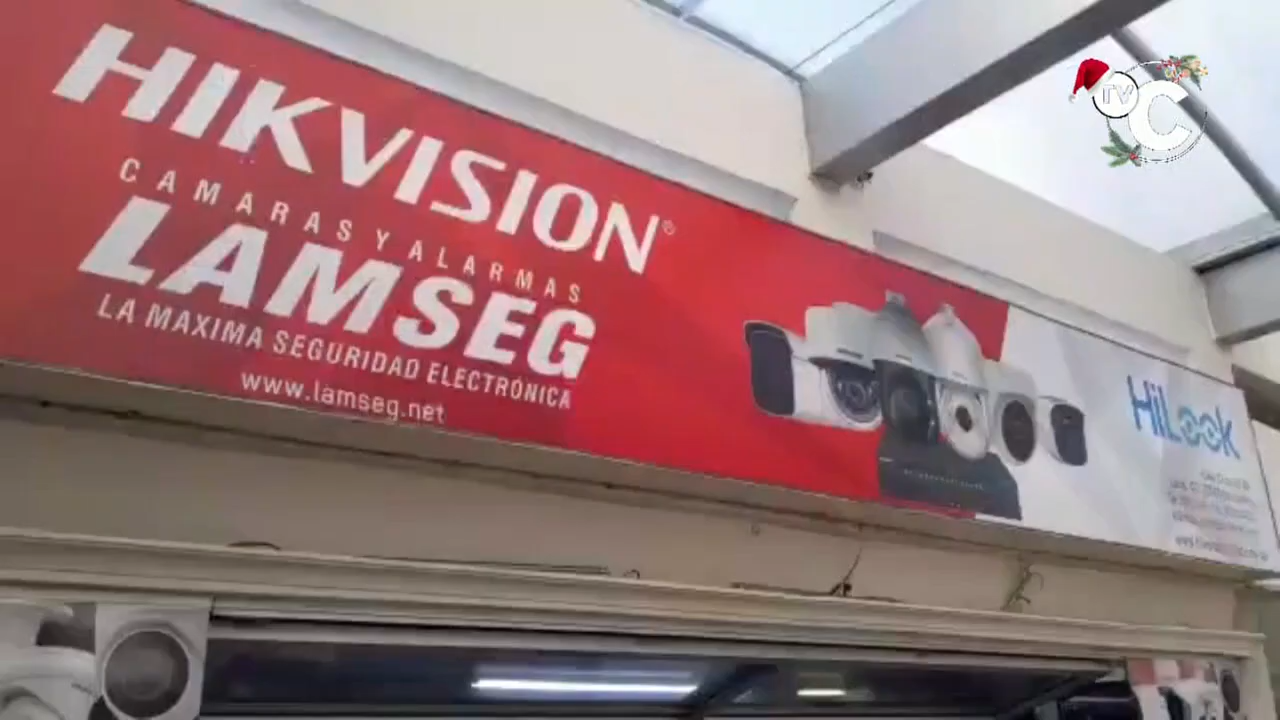 HIKVISION®
CAMARAS Y ALARMAS
LAMSEG
LA MAXIMA SEGURIDAD ELECTRÓNICA
www.lamseg.net
HiLook
TV C